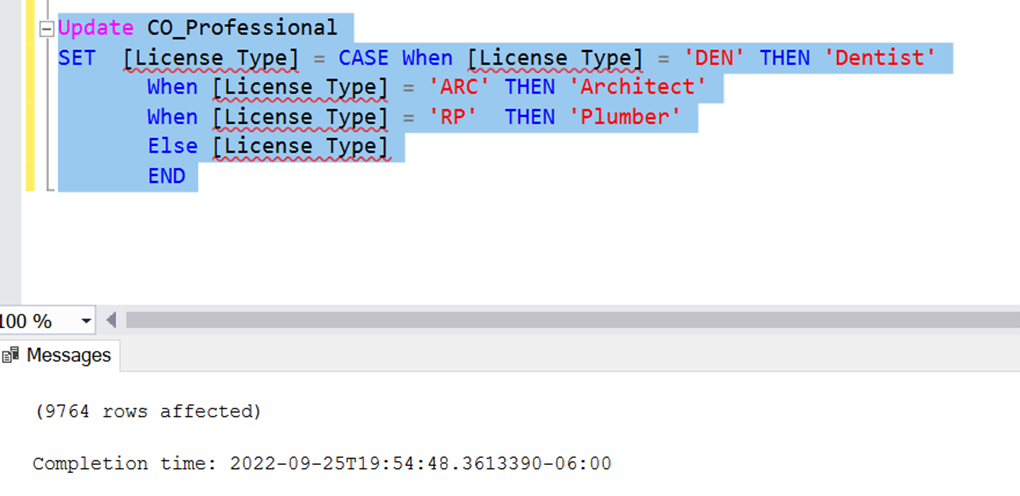 Update CO_Professional
SET [License Type] = CASE When [License Type] = 'DEN' THEN 'Dentist'
When [License Type] = 'ARC' THEN 'Architect'
When [License Type] = 'RP' THEN 'Plumber'
Else [License Type]
END
100 %
Messages
(9764 rows affected)
Completion time: 2022-09-25T19:54:48.3613390-06:00